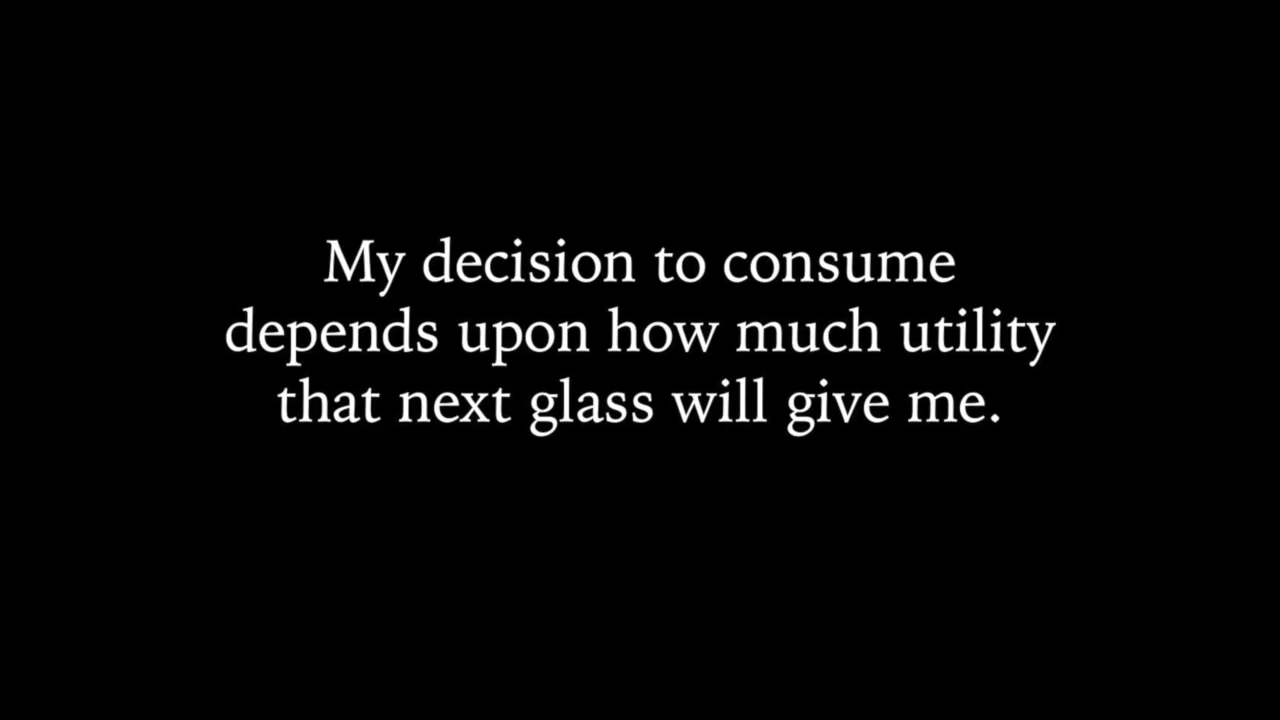 My decision to consume
depends upon how much utility
that next glass will give me.